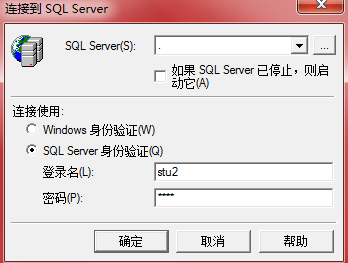 连接到 SQL Server
SQL Server(S):
.
...
如果 SQL Server 已停止，则启
动它(A)
连接使用:
Windows 身份验证(W)
SQL Server 身份验证(Q)
登录名(L):
stu2
密码(P):
****
确定
取消
帮助